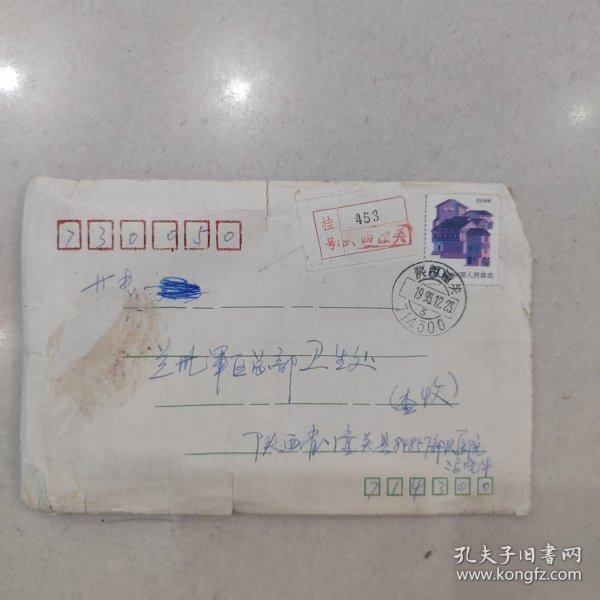 730050
挂号
453
陕西潼关
中国人民邮政
陕西潼关
1993.12.25
714300
甘肃
兰州軍区总部卫生处
(查收)
陕西省潼关县84857部队医院
714300
孔夫子旧书网
www.kongfz.com